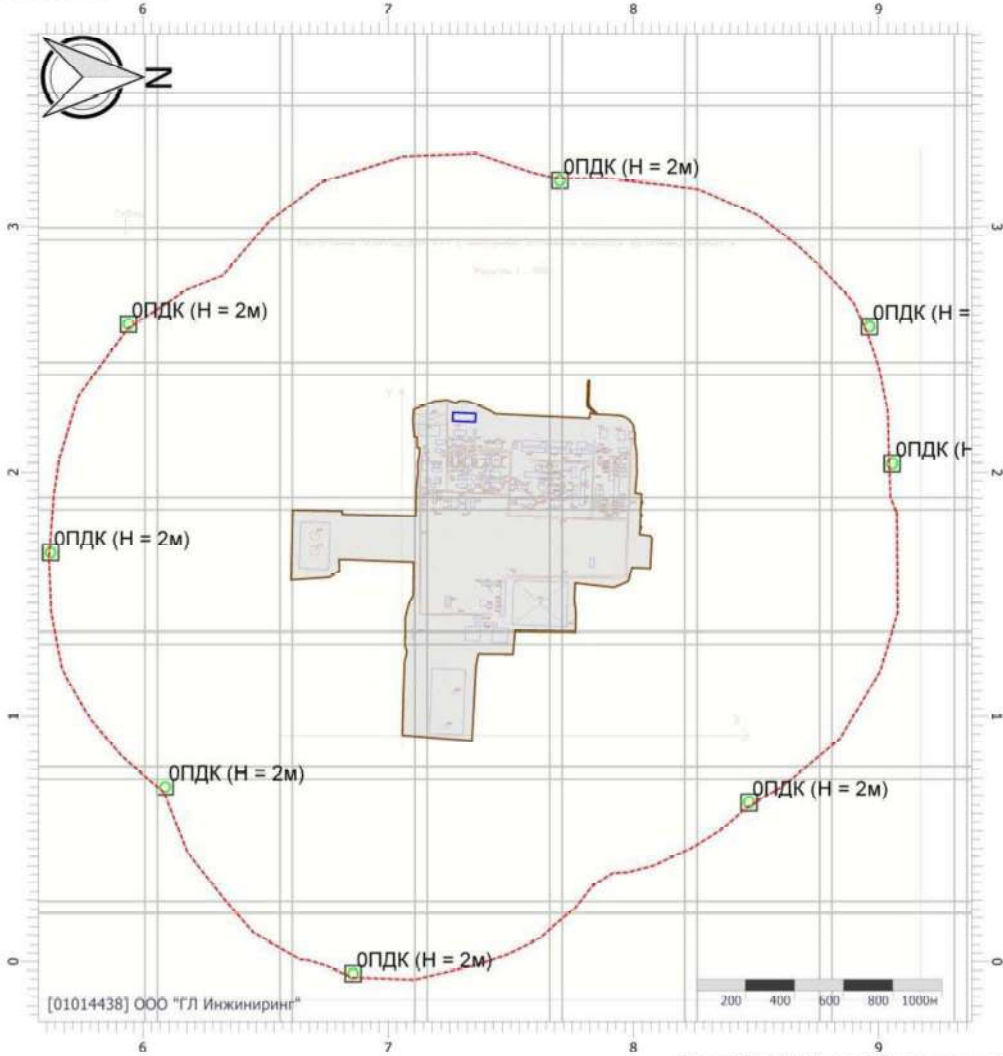 6 7 8 9
N
0ПДК (Н = 2м)
3 3
0ПДК (Н = 2м)
0ПДК (Н =
0ПДК (Н
2 2
0ПДК (Н = 2м)
1 1
0ПДК (Н = 2м)
0ПДК (Н = 2м)
0ПДК (Н = 2м)
0 0
[01014438] ООО "ГЛ Инжиниринг"
200 400 600 800 1000м
6 7 8 9